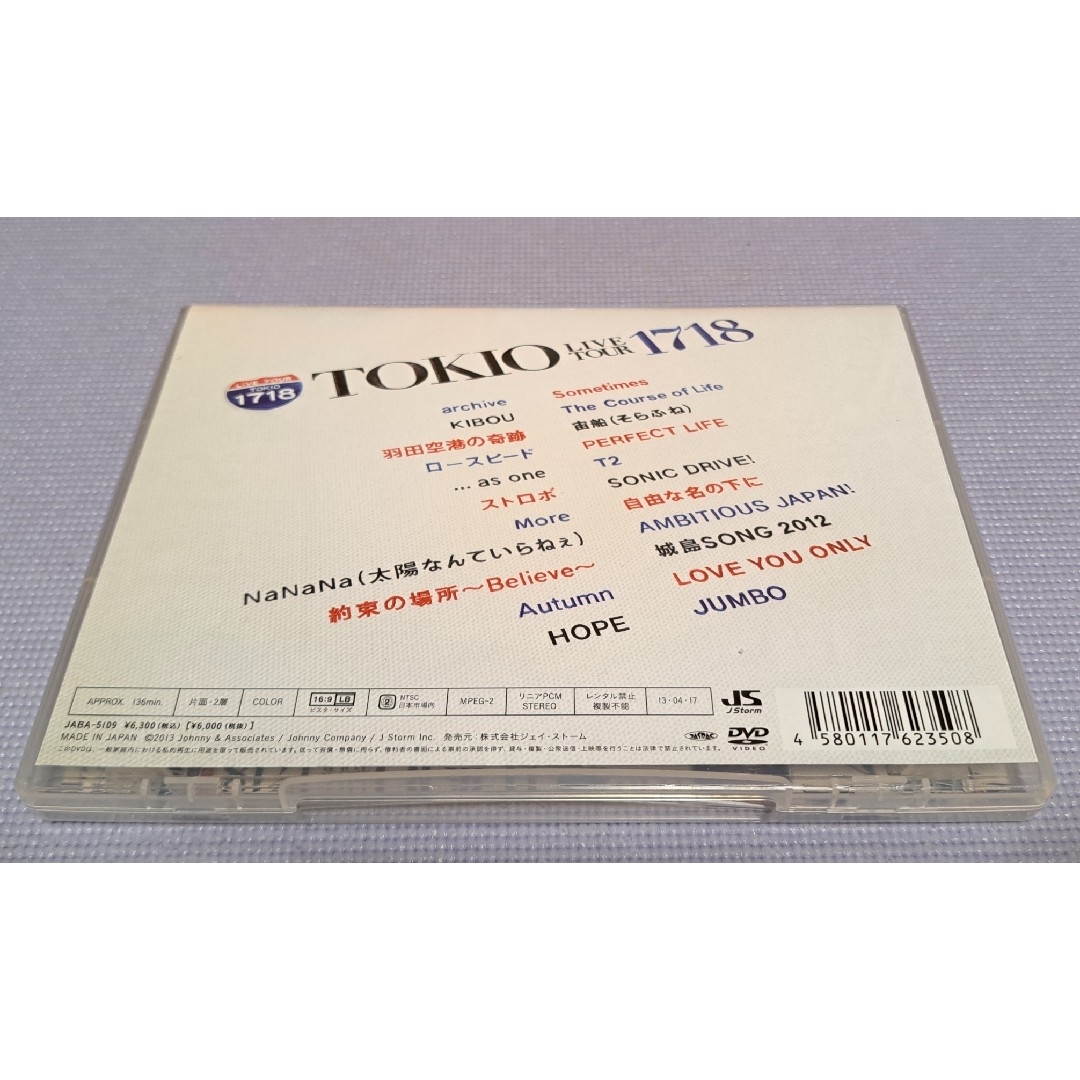 LIVE TOUR
TOKIO
1718
TOKIO LIVE TOUR 1718
archive
KIBOU
羽田空港の奇跡
ロースピード
... as one
ストロボ
More
NaNaNa(太陽なんていらねぇ)
約束の場所〜Believe〜
Autumn
HOPE
Sometimes
The Course of Life
宙船(そらふね)
PERFECT LIFE
T2
SONIC DRIVE!
自由な名の下に
AMBITIOUS JAPAN!
城島SONG 2012
LOVE YOU ONLY
JUMBO
APPROX. 136min.
片面・2層
COLOR
16:9 LB
ビスタ・サイズ
2 NTSC
日本市場内
MPEG-2
リニアPCM
STEREO
レンタル禁止
複製不能
13・04・17
JS
J Storm
JABA-5109 ¥6,300(税込)【¥6,000(税抜)】
MADE IN JAPAN ©2013 Johnny & Associates / Johnny Company / J Storm Inc. 発売元:株式会社ジェイ・ストーム
DVD
VIDEO
4 580117 623508